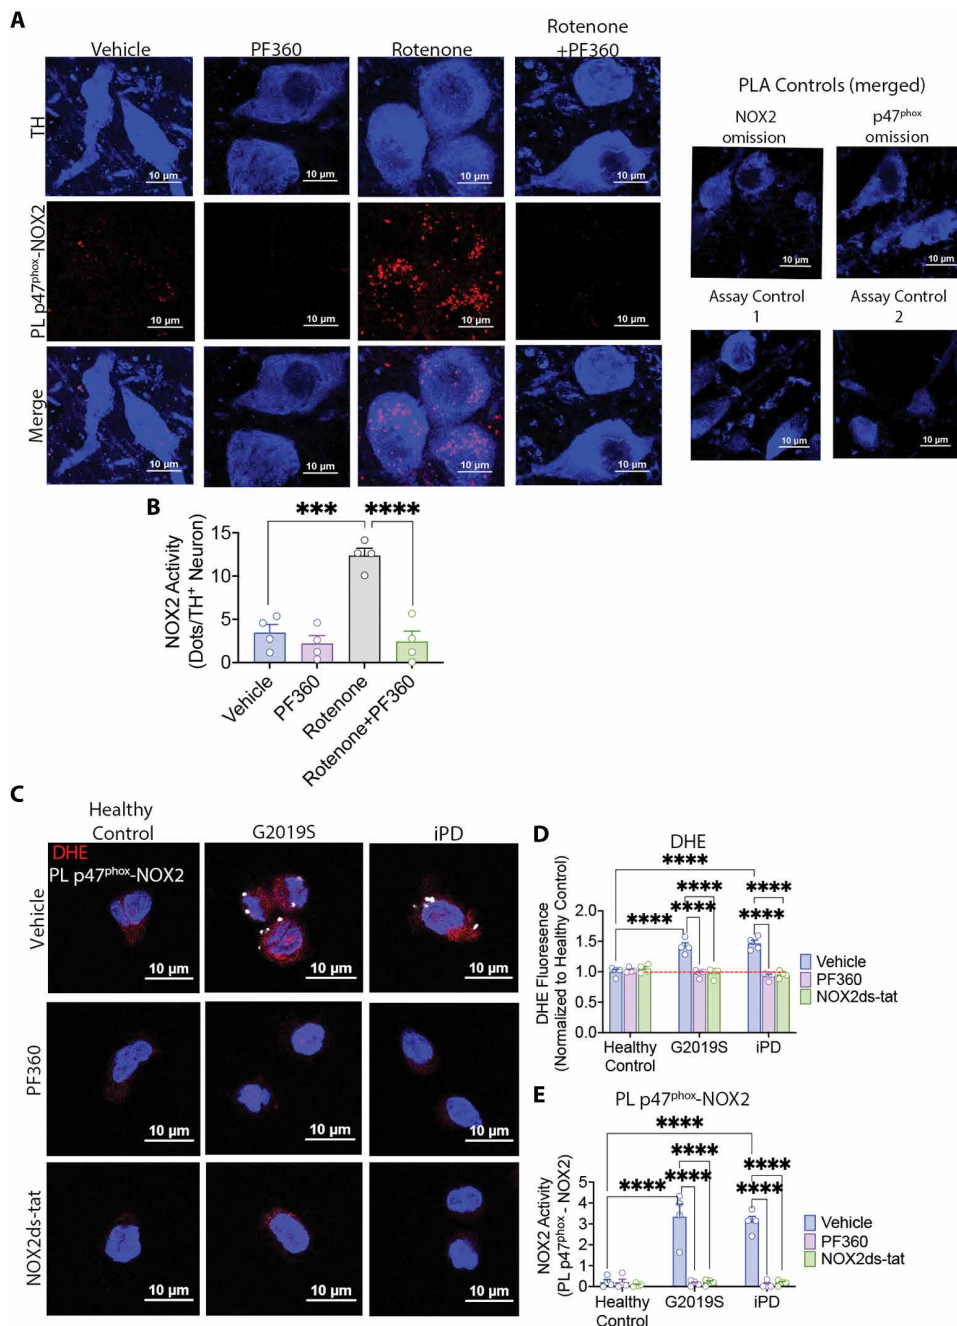 A
Vehicle
PF360
Rotenone
Rotenone
+PF360
TH
10 µm
10 µm
10 µm
10 µm
PL p47phox-NOX2
10 µm
10 µm
10 µm
10 µm
Merge
10 µm
10 µm
10 µm
10 µm
PLA Controls (merged)
NOX2
omission
p47phox
omission
10 µm
10 µm
Assay Control
1
Assay Control
2
10 µm
10 µm
B
*** ****
NOX2 Activity
(Dots/TH+ Neuron)
15
10
5
0
Vehicle
PF360
Rotenone
Rotenone+PF360
C
Healthy
Control
G2019S
iPD
DHE
PL p47phox-NOX2
Vehicle
10 µm
10 µm
10 µm
PF360
10 µm
10 µm
10 µm
NOX2ds-tat
10 µm
10 µm
10 µm
D
DHE
****
**** ****
**** **** ****
DHE Fluoresence
(Normalized to Healthy Control)
2.0
1.5
1.0
0.5
0.0
Healthy
Control
G2019S
iPD
Vehicle
PF360
NOX2ds-tat
E
PL p47phox-NOX2
****
**** ****
**** **** ****
NOX2 Activity
(PL p47phox - NOX2)
5
4
3
2
1
0
Healthy
Control
G2019S
iPD
Vehicle
PF360
NOX2ds-tat